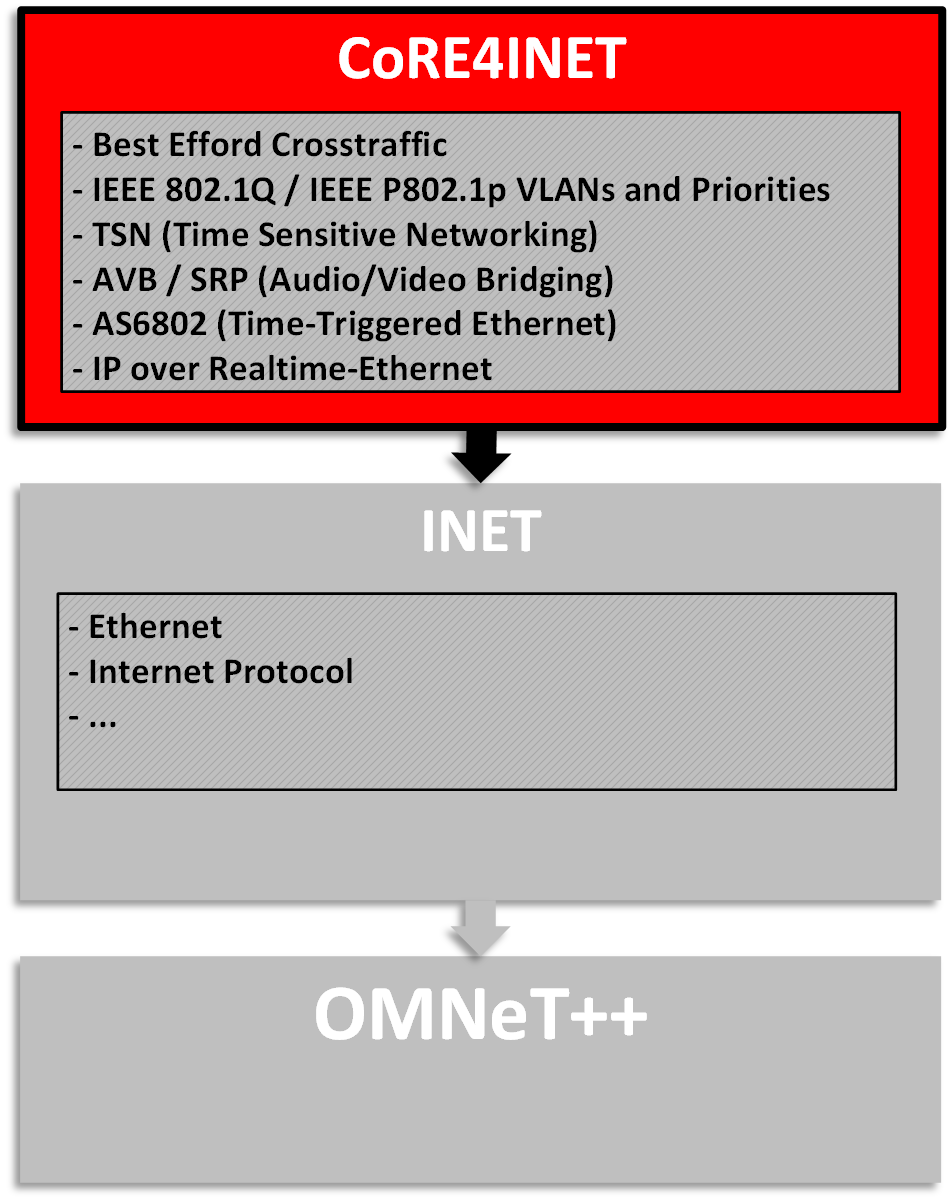 CoRE4INET
- Best Efford Crosstraffic
- IEEE 802.1Q / IEEE P802.1p VLANs and Priorities
- TSN (Time Sensitive Networking)
- AVB / SRP (Audio/Video Bridging)
- AS6802 (Time-Triggered Ethernet)
- IP over Realtime-Ethernet
INET
- Ethernet
- Internet Protocol
- ...
OMNeT++